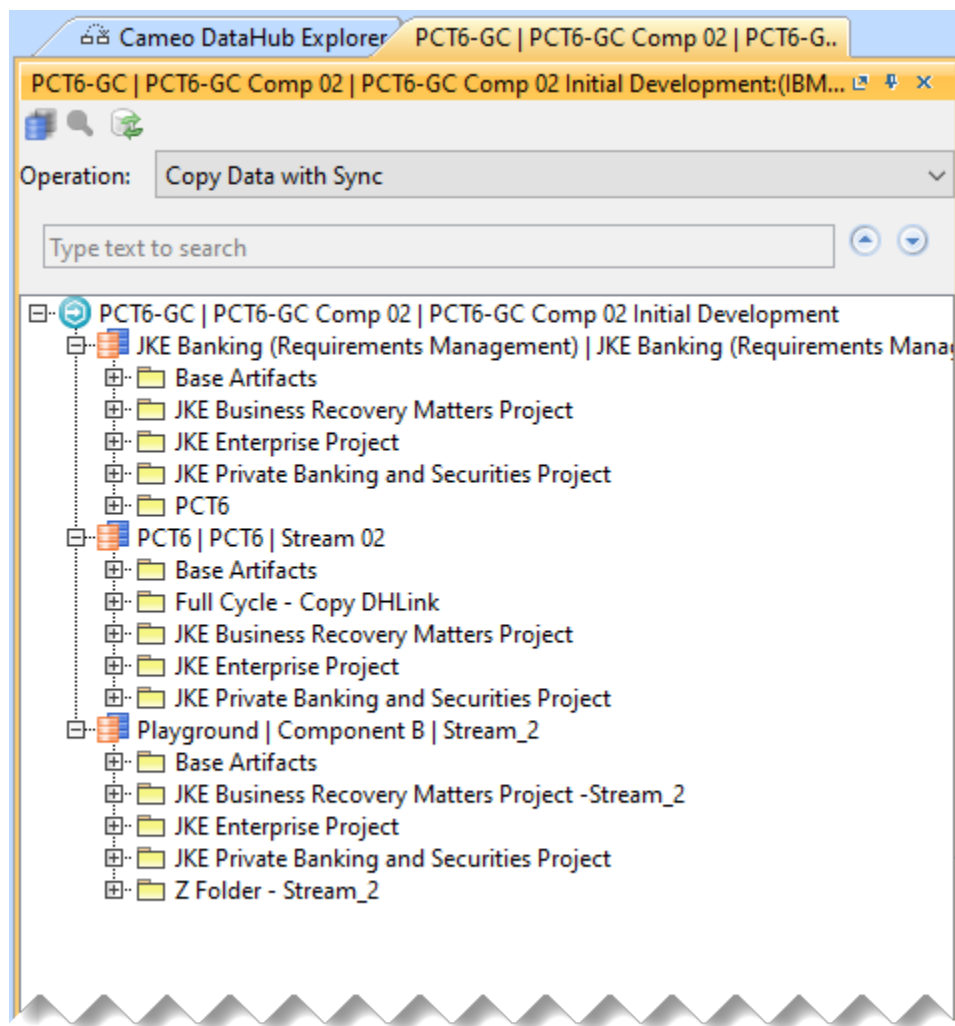 Cameo DataHub Explorer PCT6-GC | PCT6-GC Comp 02 | PCT6-G..
PCT6-GC | PCT6-GC Comp 02 | PCT6-GC Comp 02 Initial Development:(IBM...
Operation: Copy Data with Sync
Type text to search
PCT6-GC | PCT6-GC Comp 02 | PCT6-GC Comp 02 Initial Development
JKE Banking (Requirements Management) | JKE Banking (Requirements Mana
Base Artifacts
JKE Business Recovery Matters Project
JKE Enterprise Project
JKE Private Banking and Securities Project
PCT6
PCT6 | PCT6 | Stream 02
Base Artifacts
Full Cycle - Copy DHLink
JKE Business Recovery Matters Project
JKE Enterprise Project
JKE Private Banking and Securities Project
Playground | Component B | Stream_2
Base Artifacts
JKE Business Recovery Matters Project -Stream_2
JKE Enterprise Project
JKE Private Banking and Securities Project
Z Folder - Stream_2